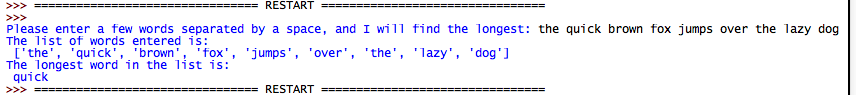 >>> ================================ RESTART ================================
>>>
Please enter a few words separated by a space, and I will find the longest: the quick brown fox jumps over the lazy dog
The list of words entered is:
 ['the', 'quick', 'brown', 'fox', 'jumps', 'over', 'the', 'lazy', 'dog']
The longest word in the list is:
 quick
>>> ================================ RESTART ================================